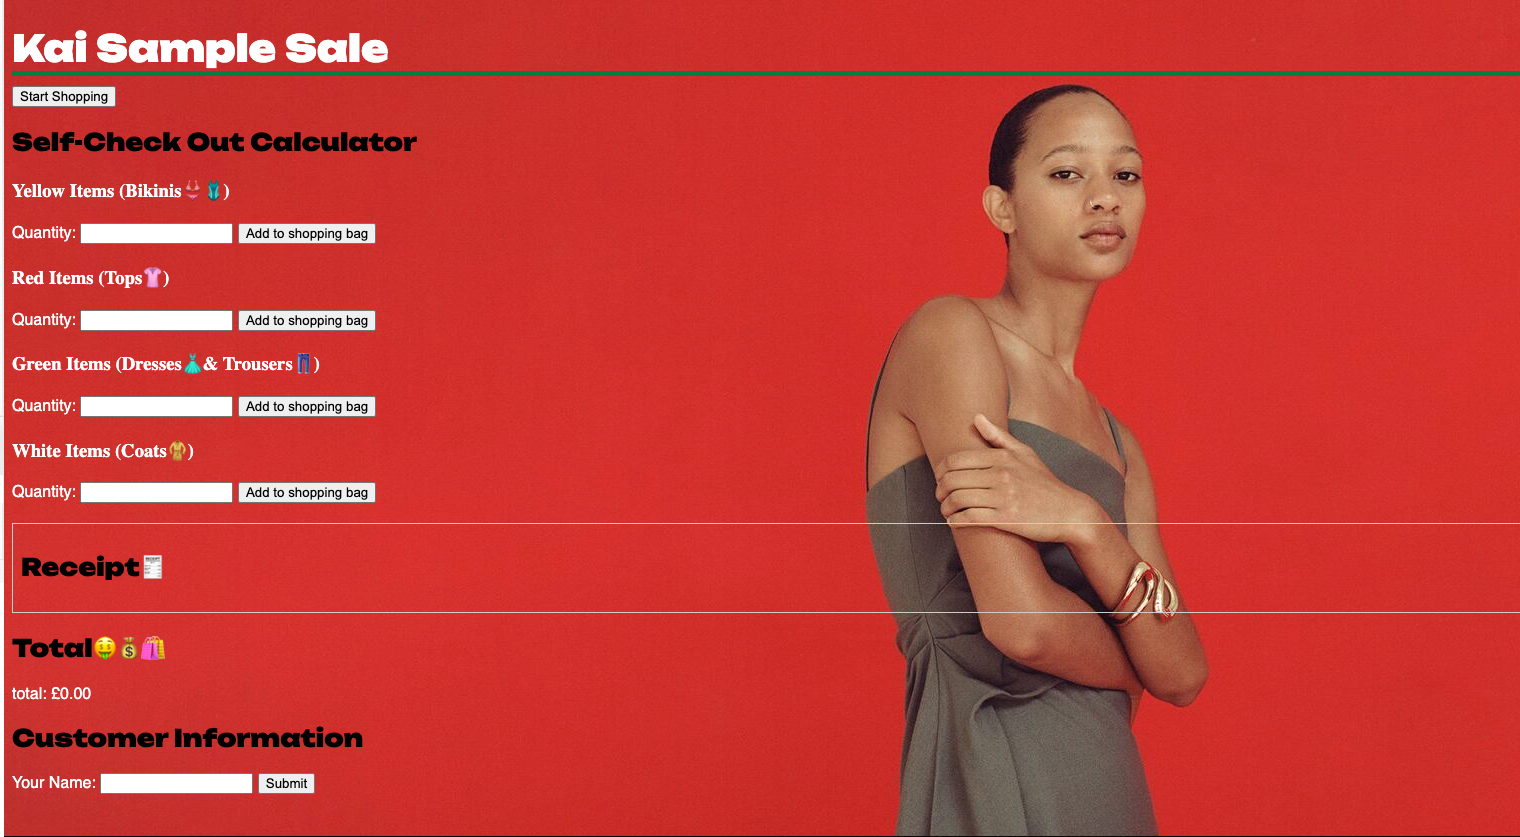 Kai Sample Sale
Start Shopping
Self-Check Out Calculator
Yellow Items (Bikinis👙🩱)
Quantity: Add to shopping bag
Red Items (Tops👚)
Quantity: Add to shopping bag
Green Items (Dresses👗& Trousers👖)
Quantity: Add to shopping bag
White Items (Coats🧥)
Quantity: Add to shopping bag
Receipt🧾
Total🤑💰🛍️
total: £0.00
Customer Information
Your Name: Submit